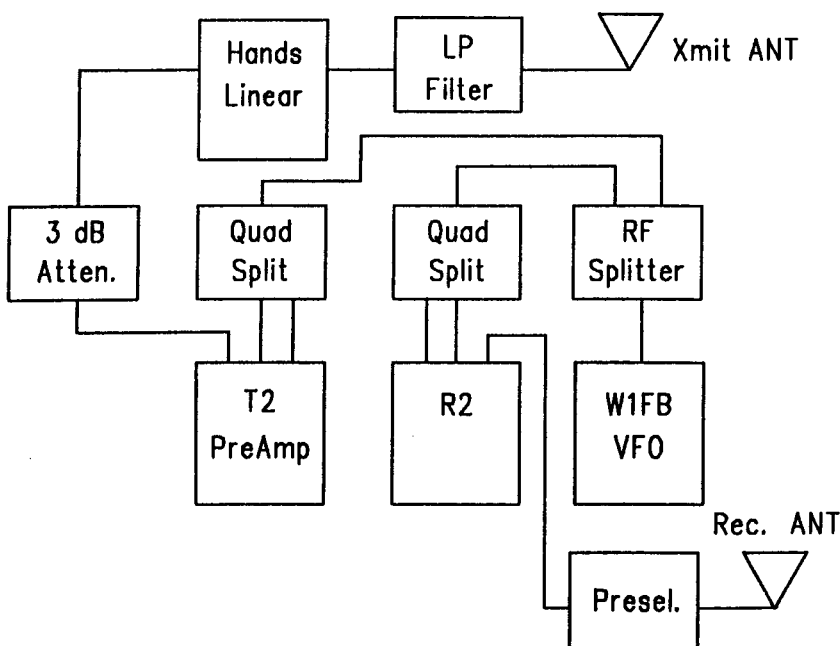 Hands
Linear
LP
Filter
Xmit ANT
3 dB
Atten.
Quad
Split
Quad
Split
RF
Splitter
T2
PreAmp
R2
W1FB
VFO
Rec. ANT
Presel.